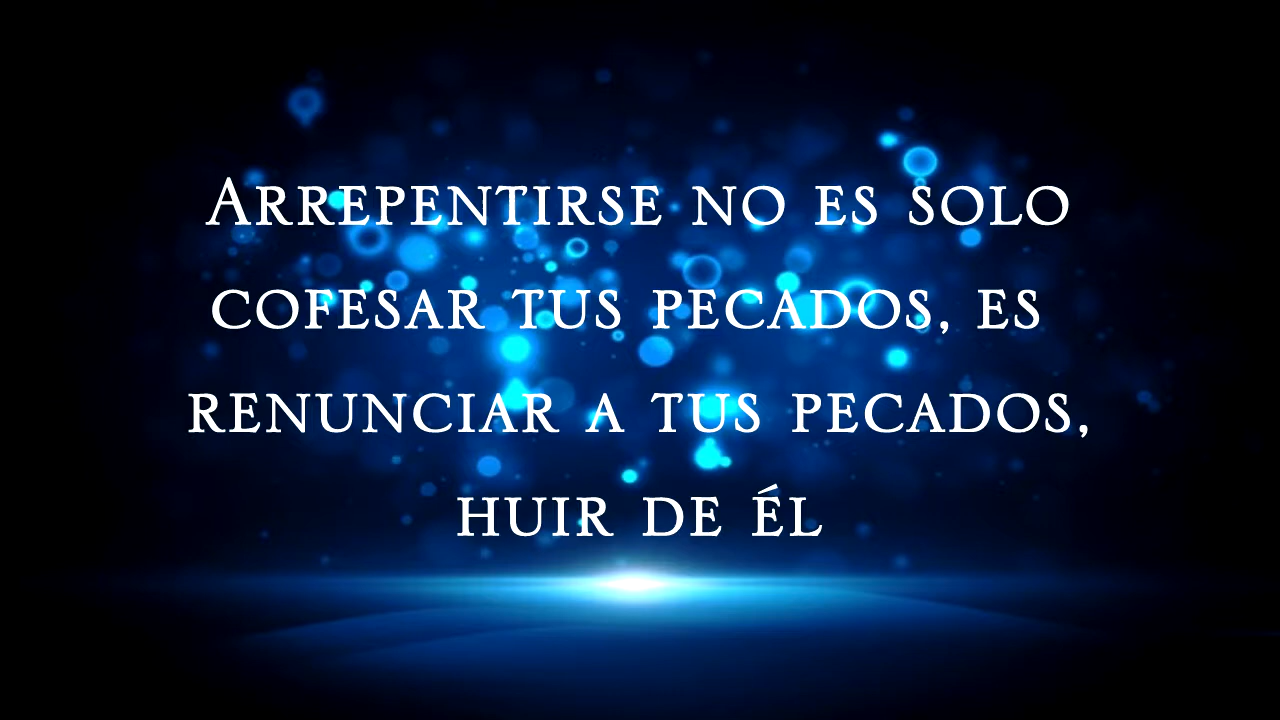 Arrepentirse no es solo
cofesar tus pecados, es
renunciar a tus pecados,
huir de él